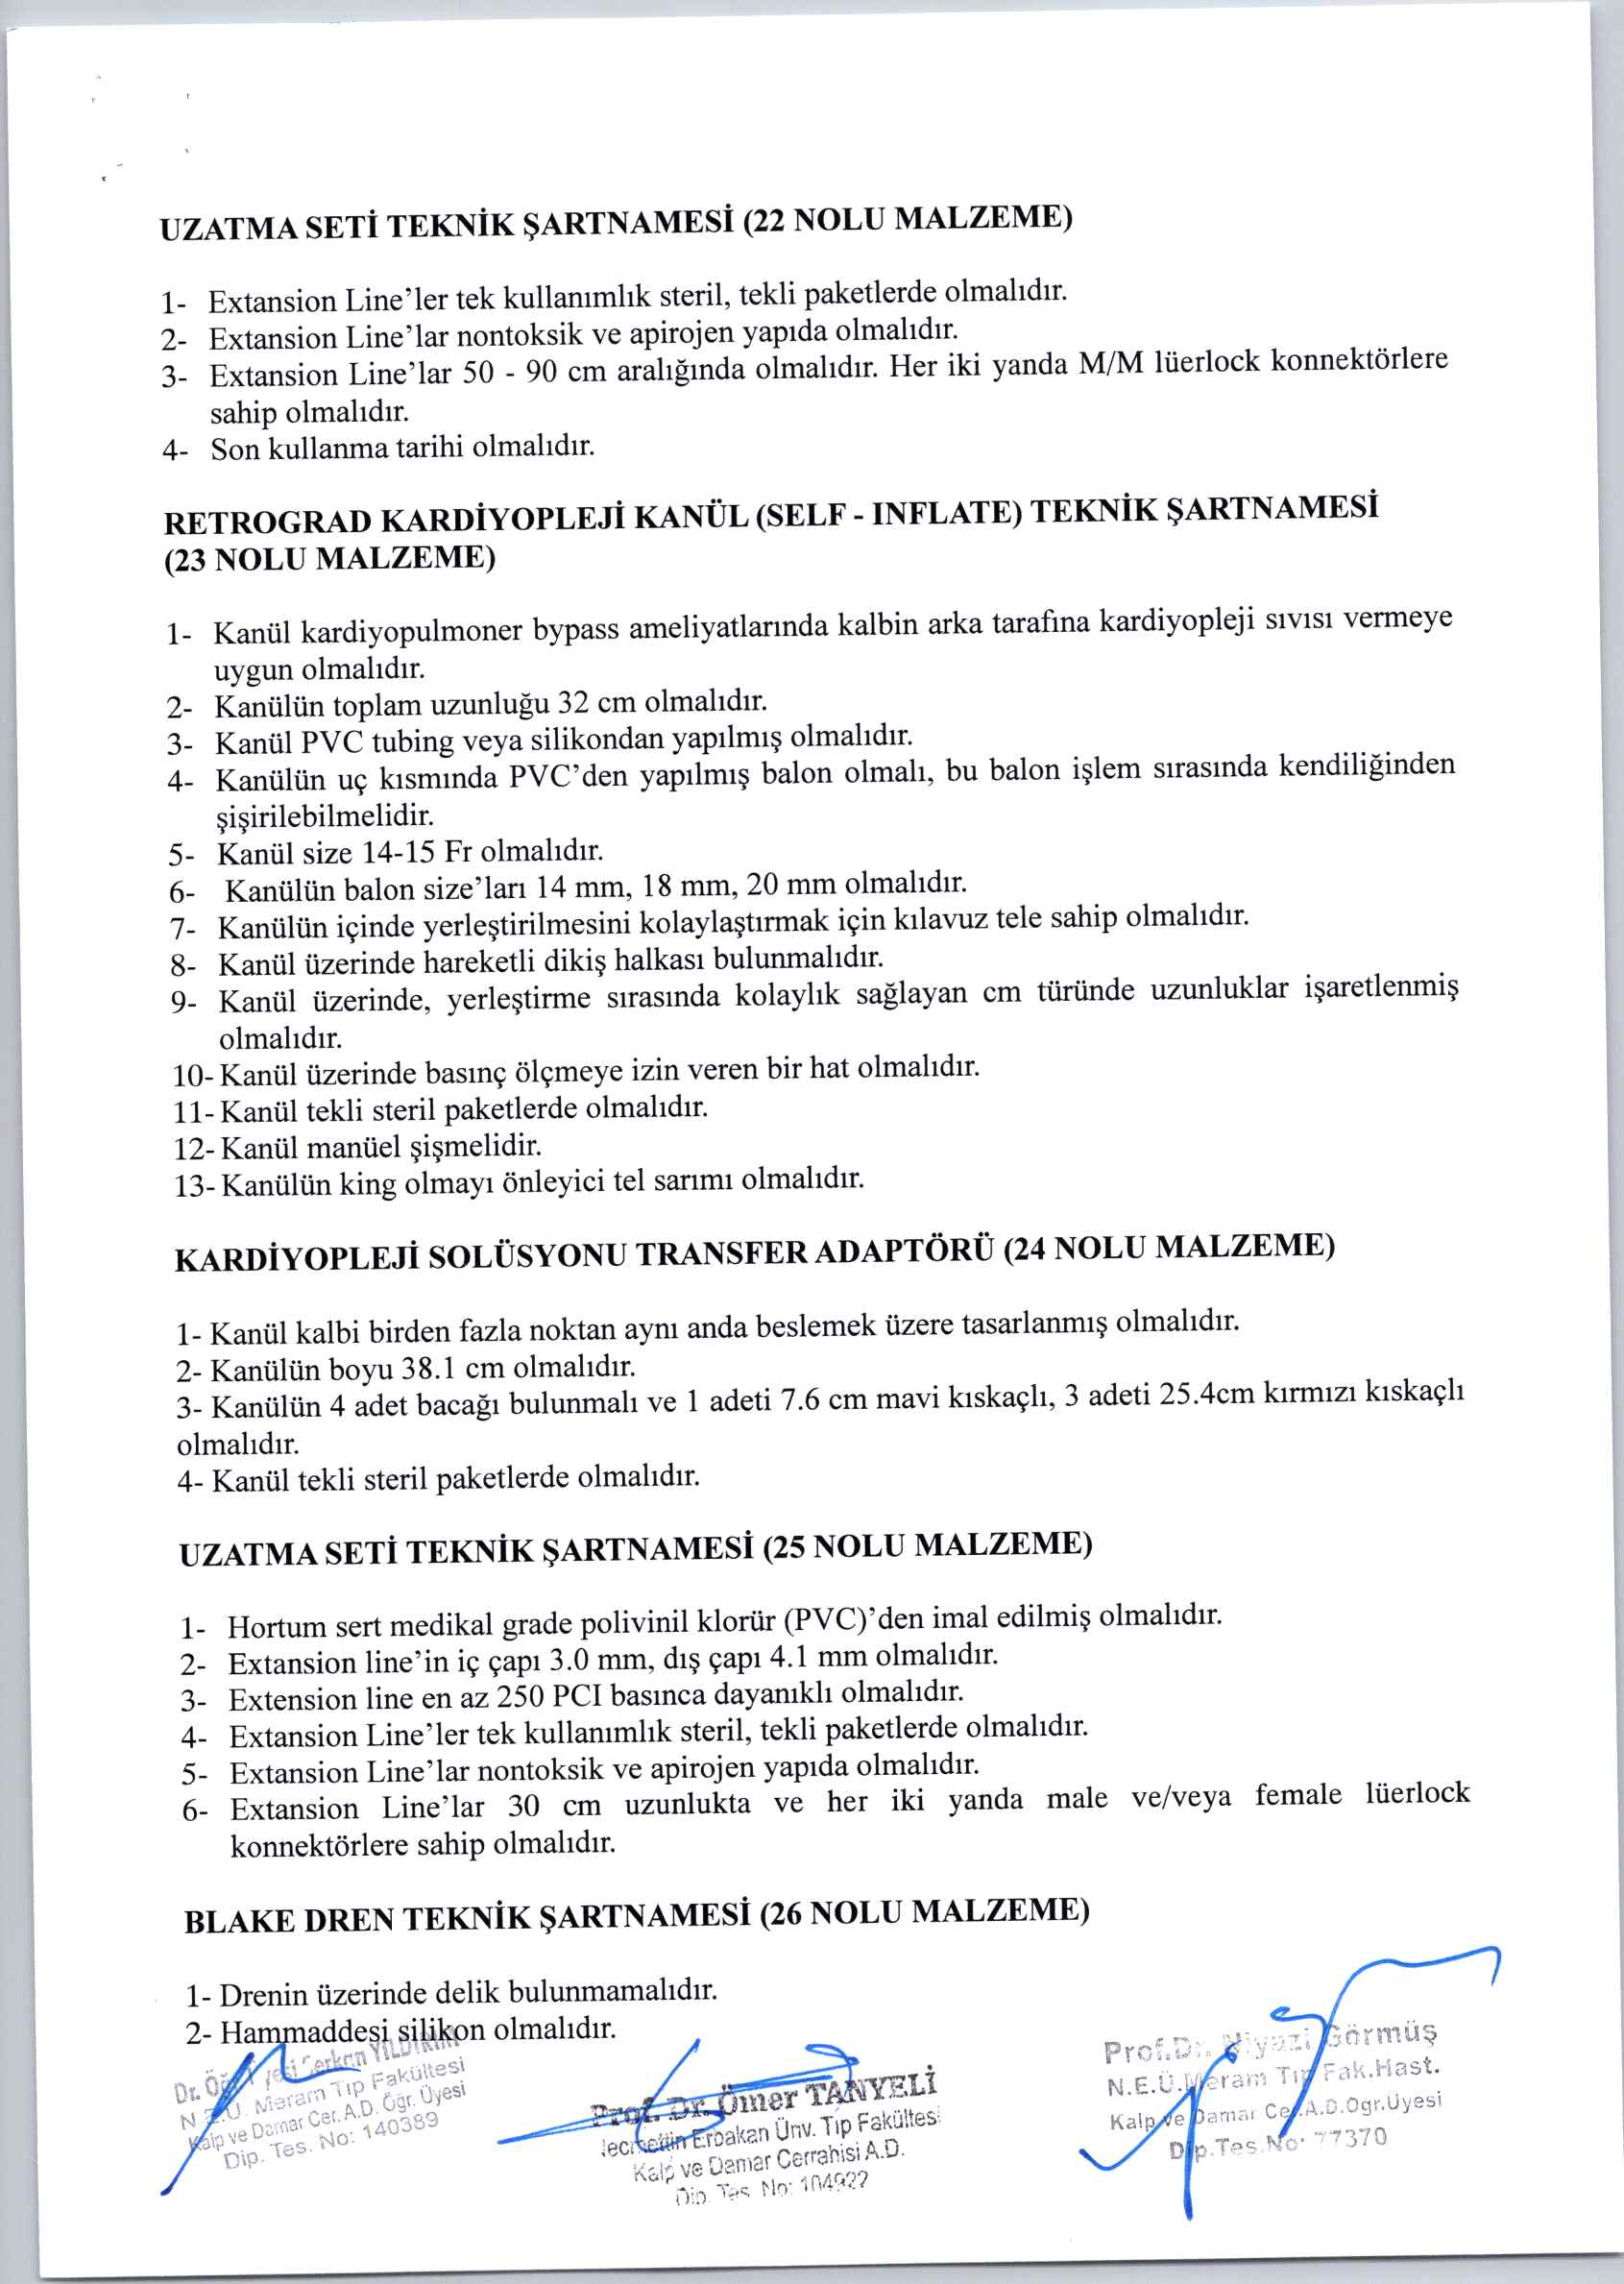 UZATMA SETİ TEKNİK ŞARTNAMESİ (22 NOLU MALZEME)
1- Extansion Line’ler tek kullanımlık steril, tekli paketlerde olmalıdır.
2- Extansion Line’lar nontoksik ve apirojen yapıda olmalıdır.
3- Extansion Line’lar 50 - 90 cm aralığında olmalıdır. Her iki yanda M/M lüerlock konnektörlere
sahip olmalıdır.
4- Son kullanma tarihi olmalıdır.
RETROGRAD KARDİYOPLEJİ KANÜL (SELF - INFLATE) TEKNİK ŞARTNAMESİ
(23 NOLU MALZEME)
1- Kanül kardiyopulmoner bypass ameliyatlarında kalbin arka tarafına kardiyopleji sıvısı vermeye
uygun olmalıdır.
2- Kanülün toplam uzunluğu 32 cm olmalıdır.
3- Kanül PVC tubing veya silikondan yapılmış olmalıdır.
4- Kanülün uç kısmında PVC’den yapılmış balon olmalı, bu balon işlem sırasında kendiliğinden
şişirilebilmelidir.
5- Kanül size 14-15 Fr olmalıdır.
6- Kanülün balon size’ları 14 mm, 18 mm, 20 mm olmalıdır.
7- Kanülün içinde yerleştirilmesini kolaylaştırmak için kılavuz tele sahip olmalıdır.
8- Kanül üzerinde hareketli dikiş halkası bulunmalıdır.
9- Kanül üzerinde, yerleştirme sırasında kolaylık sağlayan cm türünde uzunluklar işaretlenmiş
olmalıdır.
10- Kanül üzerinde basınç ölçmeye izin veren bir hat olmalıdır.
11- Kanül tekli steril paketlerde olmalıdır.
12- Kanül manüel şişmelidir.
13- Kanülün king olmayı önleyici tel sarımı olmalıdır.
KARDİYOPLEJİ SOLÜSYONU TRANSFER ADAPTÖRÜ (24 NOLU MALZEME)
1- Kanül kalbi birden fazla noktan aynı anda beslemek üzere tasarlanmış olmalıdır.
2- Kanülün boyu 38.1 cm olmalıdır.
3- Kanülün 4 adet bacağı bulunmalı ve 1 adeti 7.6 cm mavi kıskaçlı, 3 adeti 25.4cm kırmızı kıskaçlı
olmalıdır.
4- Kanül tekli steril paketlerde olmalıdır.
UZATMA SETİ TEKNİK ŞARTNAMESİ (25 NOLU MALZEME)
1- Hortum sert medikal grade polivinil klorür (PVC)’den imal edilmiş olmalıdır.
2- Extansion line’in iç çapı 3.0 mm, dış çapı 4.1 mm olmalıdır.
3- Extension line en az 250 PCI basınca dayanıklı olmalıdır.
4- Extansion Line’ler tek kullanımlık steril, tekli paketlerde olmalıdır.
5- Extansion Line’lar nontoksik ve apirojen yapıda olmalıdır.
6- Extansion Line’lar 30 cm uzunlukta ve her iki yanda male ve/veya female lüerlock
konnektörlere sahip olmalıdır.
BLAKE DREN TEKNİK ŞARTNAMESİ (26 NOLU MALZEME)
1- Drenin üzerinde delik bulunmamalıdır.
2- Hammaddesi silikon olmalıdır.
Dr. Serkan YILDIRIM
N.E.Ü. Meram Tıp Fakültesi
Kalp ve Damar Cer. A.D. Öğr. Üyesi
Dip. Tes. No: 140389
Prof. Dr. Ömer TANYELİ
Necmettin Erbakan Ünv. Tıp Fakültesi
Kalp ve Damar Cerrahisi A.D.
Dip. Tes. No: 104922
Prof.Dr. Niyazi Görmüş
N.E.Ü.Meram Tıp Fak.Hast.
Kalp ve Damar Cer.A.D.Ogr.Uyesi
Dip.Tes.No: 77370